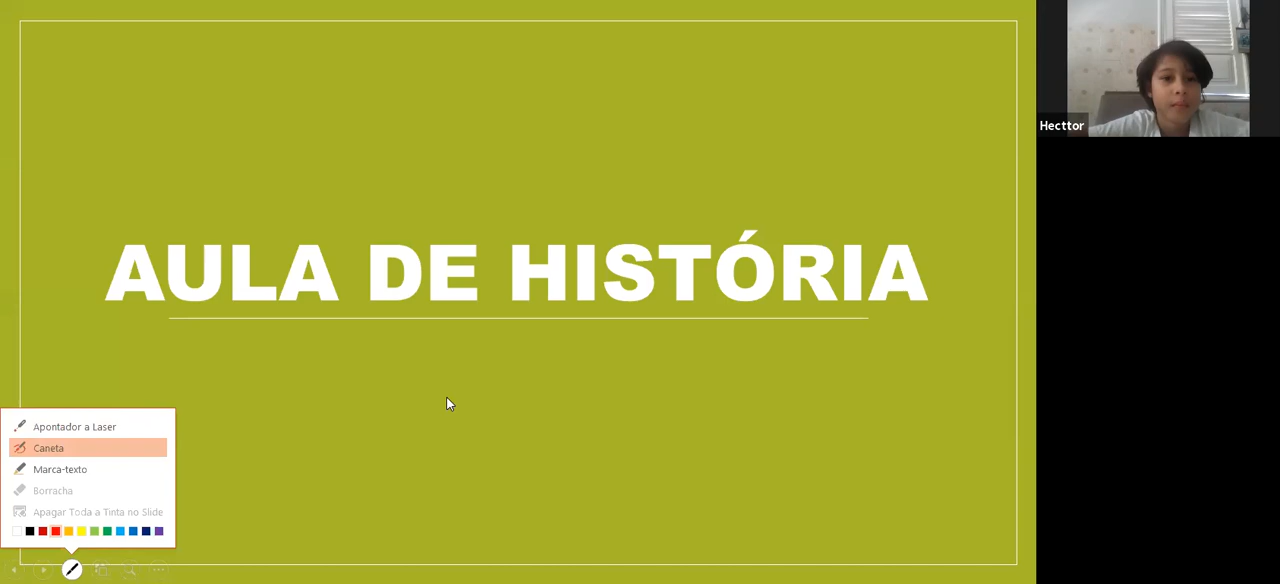 AULA DE HISTÓRIA
Hecttor
Apontador a Laser
Caneta
Marca-texto
Borracha
Apagar Toda a Tinta no Slide